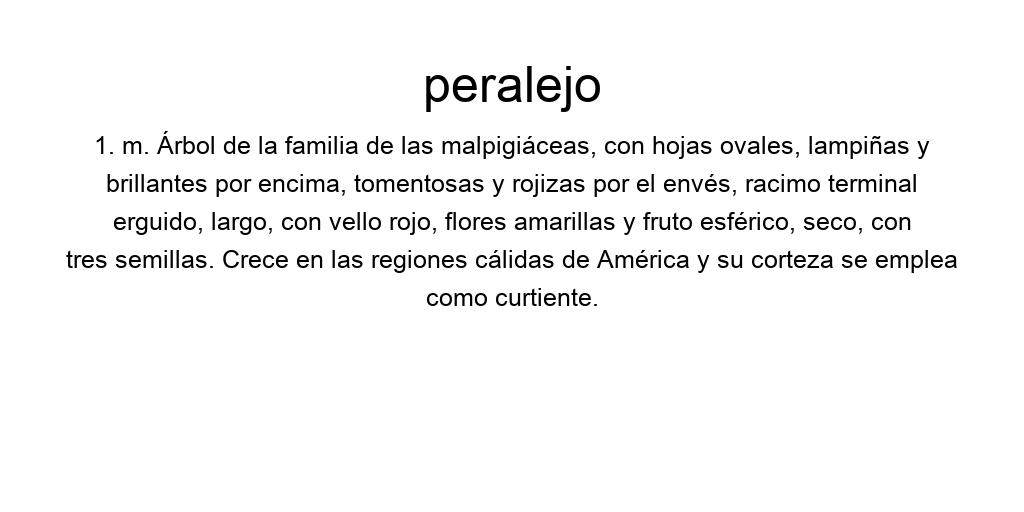 peralejo
1. m. Árbol de la familia de las malpigiáceas, con hojas ovales, lampiñas y
brillantes por encima, tomentosas y rojizas por el envés, racimo terminal
erguido, largo, con vello rojo, flores amarillas y fruto esférico, seco, con
tres semillas. Crece en las regiones cálidas de América y su corteza se emplea
como curtiente.